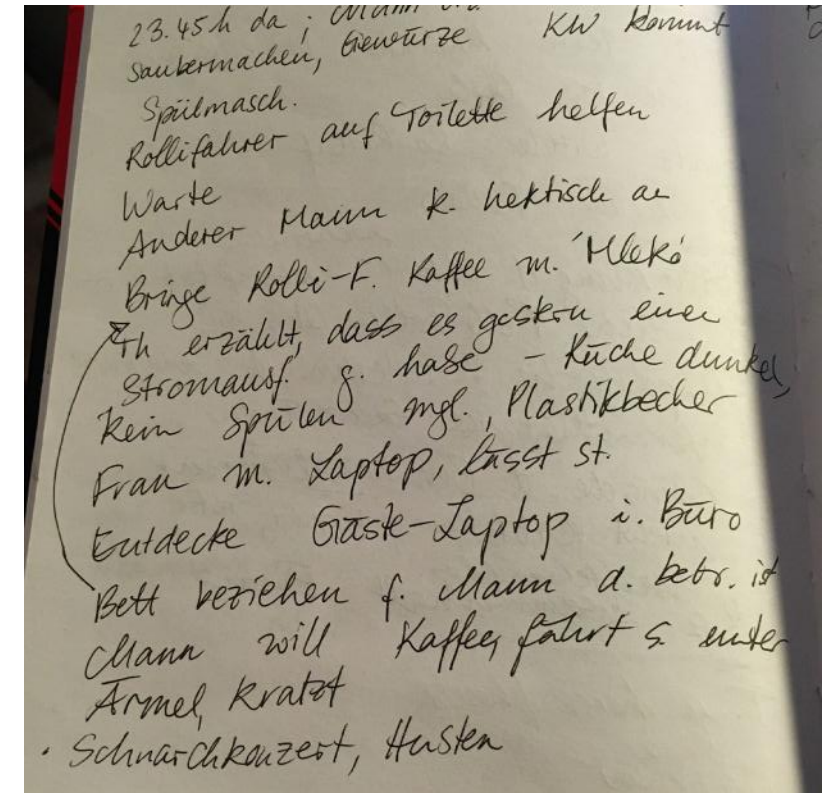 23.45h da ; Mann
Saubermachen, Gewürze KW kommt
Spülmasch.
Rollifahrer auf Toilette helfen
Warte
Anderer Mann k. hektisch an
Bringe Rolli-F. Kaffee m. 'Mleko'
Th erzählt, dass es gestern einen
Stromausf. g. habe - Küche dunkel,
kein Spülen mgl., Plastikbecher
Frau m. Laptop, lässt st.
Entdecke Gäste-Laptop i. Büro
Bett beziehen f. Mann d. betr. ist
Mann will Kaffee, fährt s. unter
Ärmel, kratzt
· Schnarchkonzert, Husten